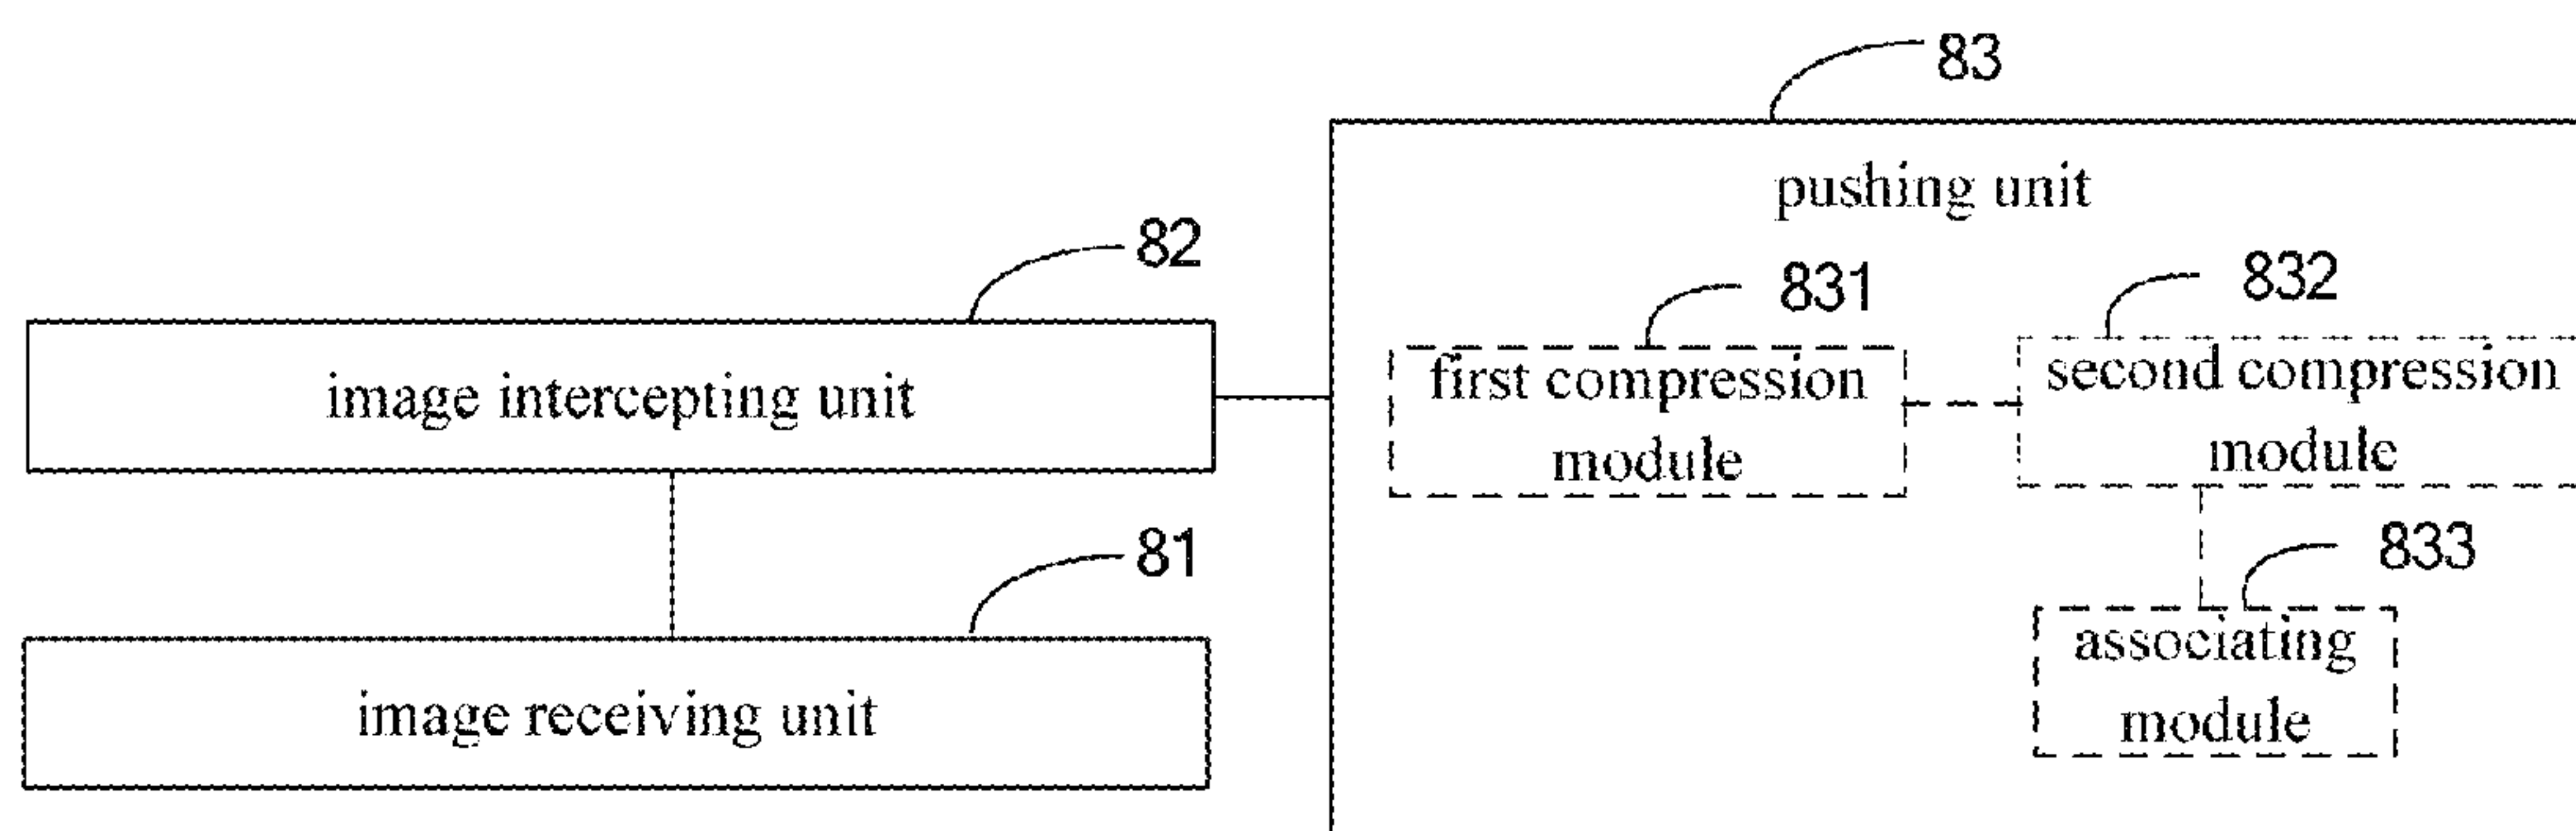 83
pushing unit
82
831
832
image intercepting unit
first compression
module
second compression
module
81
833
image receiving unit
associating
module